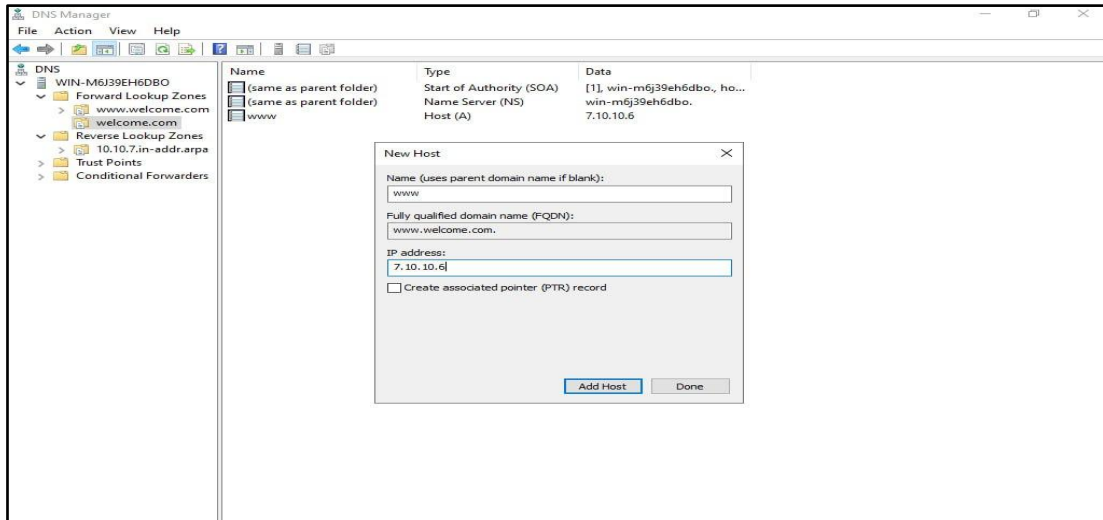 DNS Manager
File Action View Help
DNS
WIN-M6J39EH6DBO
Forward Lookup Zones
www.welcome.com
welcome.com
Reverse Lookup Zones
10.10.7.in-addr.arpa
Trust Points
Conditional Forwarders
Name Type Data
(same as parent folder) Start of Authority (SOA) [1], win-m6j39eh6dbo., ho...
(same as parent folder) Name Server (NS) win-m6j39eh6dbo.
www Host (A) 7.10.10.6
New Host
Name (uses parent domain name if blank):
www
Fully qualified domain name (FQDN):
www.welcome.com.
IP address:
7.10.10.6
Create associated pointer (PTR) record
Add Host Done